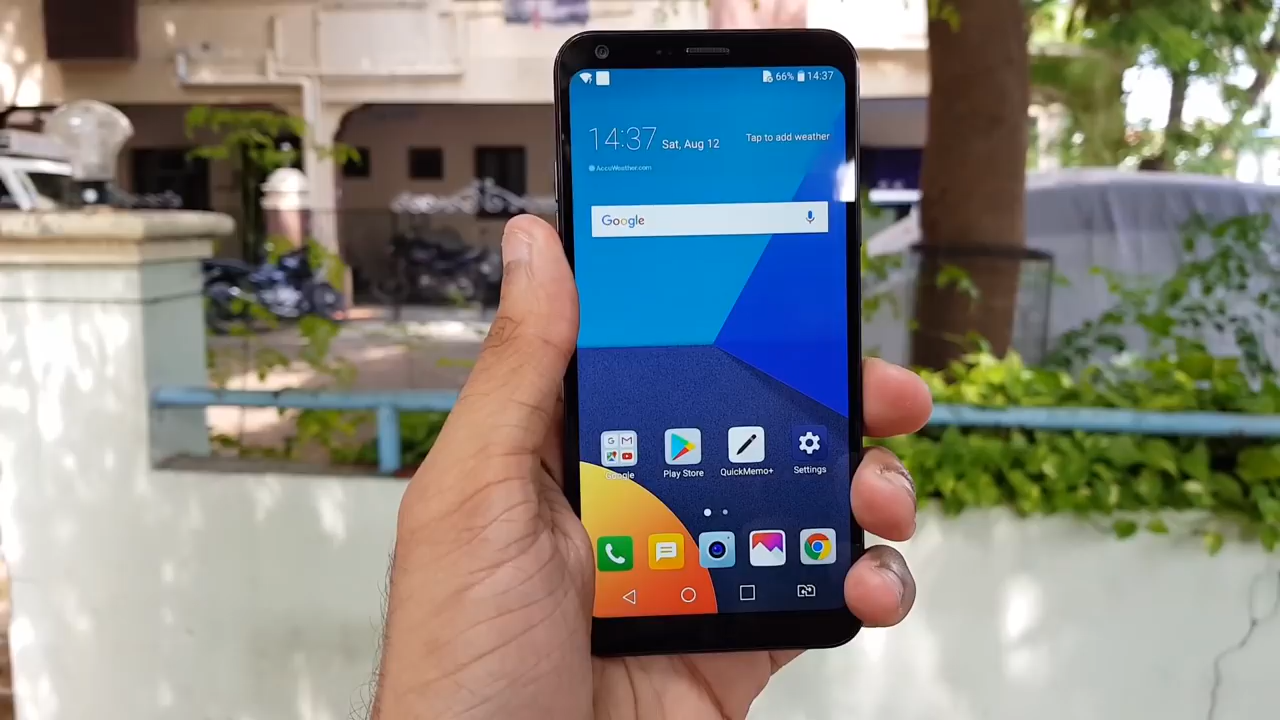 66% 14:37
14:37 Sat, Aug 12 Tap to add weather
AccuWeather.com
Google
G M
Google Play Store QuickMemo+ Settings